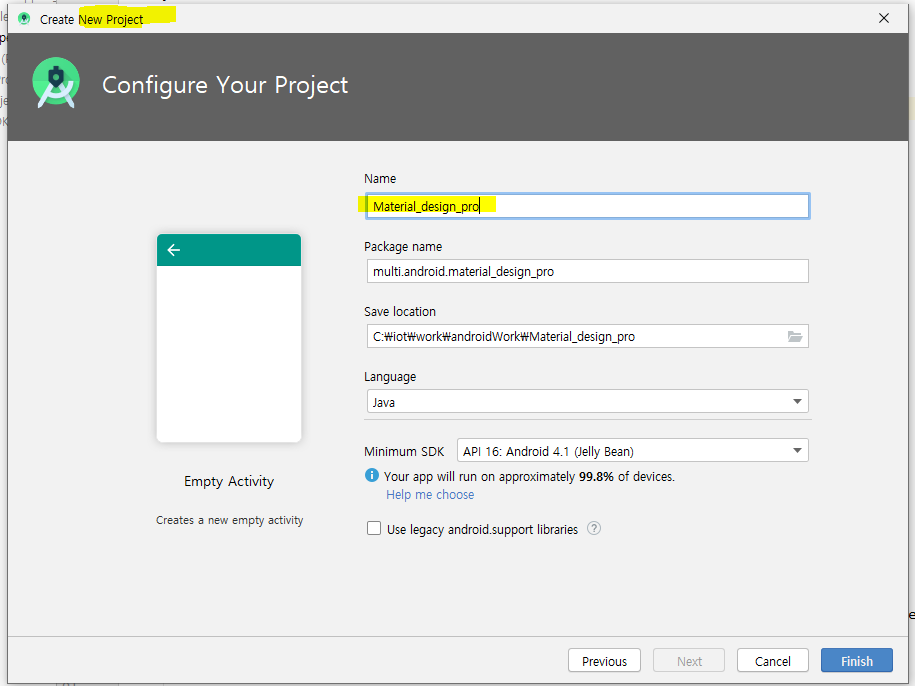 Create New Project
Configure Your Project
Name
Material_design_pro
Package name
multi.android.material_design_pro
Save location
C:₩iot₩work₩androidWork₩Material_design_pro
Language
Java
Minimum SDK API 16: Android 4.1 (Jelly Bean)
Your app will run on approximately 99.8% of devices.
Help me choose
Use legacy android.support libraries ?
Empty Activity
Creates a new empty activity
Previous Next Cancel Finish